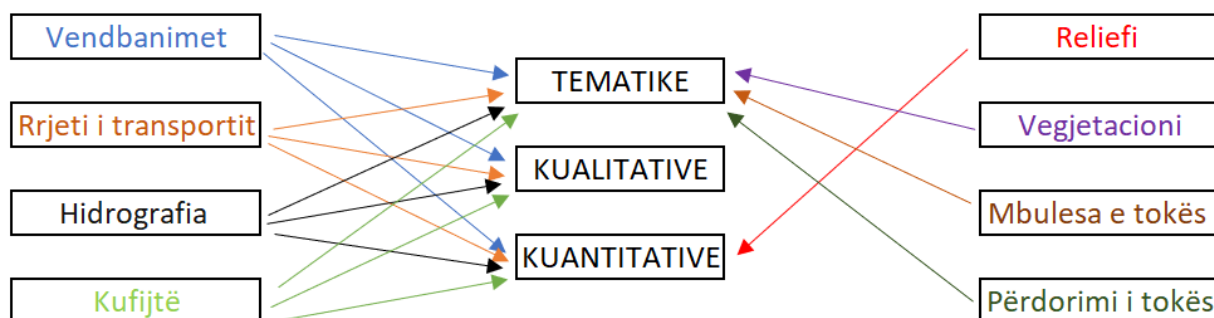 Vendbanimet
Reliefi
TEMATIKE
Rrjeti i transportit
Vegjetacioni
KUALITATIVE
Hidrografia
Mbulesa e tokës
KUANTITATIVE
Kufijtë
Përdorimi i tokës